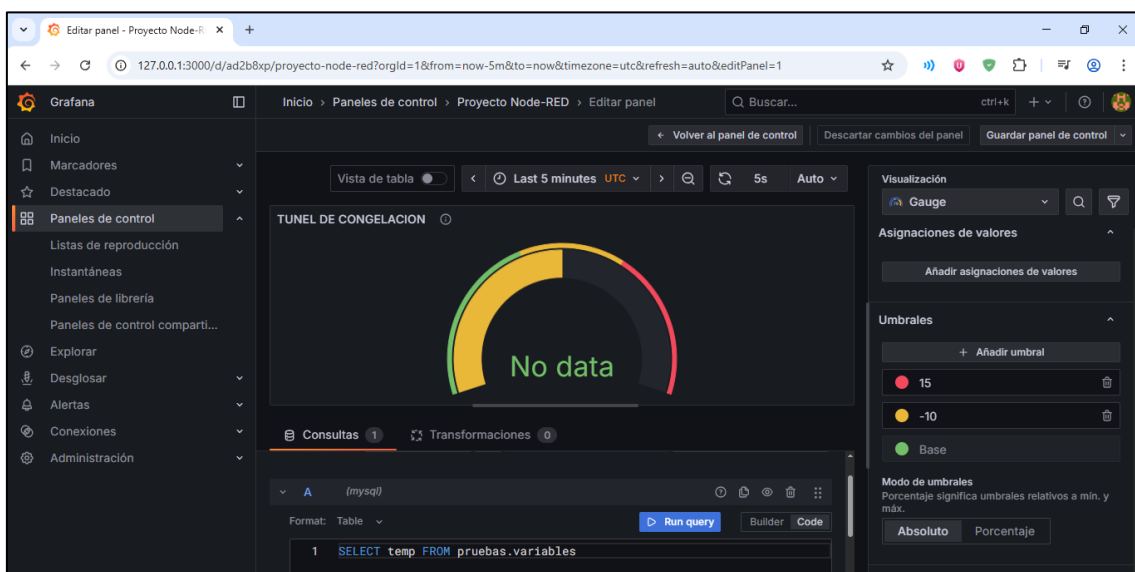 Editar panel - Proyecto Node-R
127.0.0.1:3000/d/ad2b8xp/proyecto-node-red?orgId=1&from=now-5m&to=now&timezone=utc&refresh=auto&editPanel=1
Grafana
Inicio › Paneles de control › Proyecto Node-RED › Editar panel
Buscar...
ctrl+k
Volver al panel de control
Descartar cambios del panel
Guardar panel de control
Inicio
Marcadores
Destacado
Paneles de control
Listas de reproducción
Instantáneas
Paneles de librería
Paneles de control comparti...
Explorar
Desglosar
Alertas
Conexiones
Administración
Vista de tabla
Last 5 minutes UTC
5s
Auto
TUNEL DE CONGELACION
No data
Consultas 1
Transformaciones 0
A (mysql)
Format: Table
Run query
Builder
Code
1 SELECT temp FROM pruebas.variables
Visualización
Gauge
Asignaciones de valores
Añadir asignaciones de valores
Umbrales
+ Añadir umbral
15
-10
Base
Modo de umbrales
Porcentaje significa umbrales relativos a mín. y
máx.
Absoluto
Porcentaje